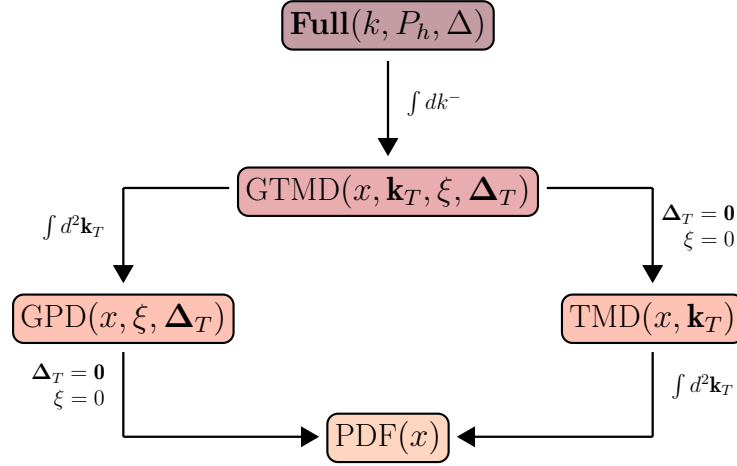 Full(k, P_h, Δ)
∫ dk⁻
GTMD(x, k_T, ξ, Δ_T)
∫ d²k_T
Δ_T = 0
ξ = 0
GPD(x, ξ, Δ_T)
TMD(x, k_T)
Δ_T = 0
ξ = 0
∫ d²k_T
PDF(x)